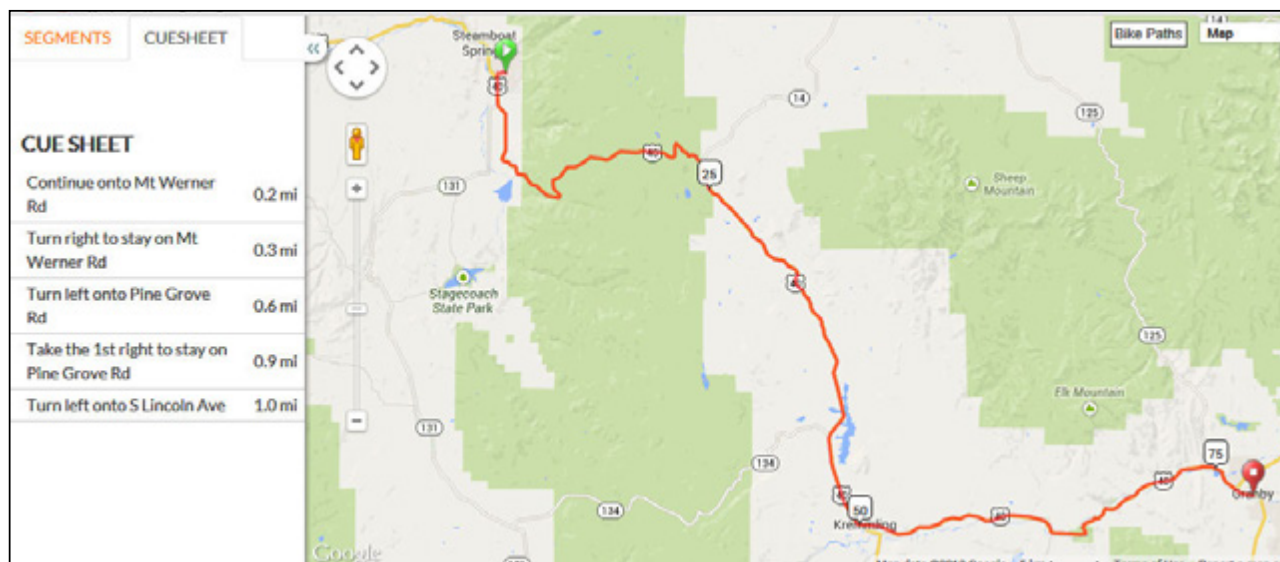 SEGMENTS
CUESHEET
CUE SHEET
Continue onto Mt Werner
Rd
0.2 mi
Turn right to stay on Mt
Werner Rd
0.3 mi
Turn left onto Pine Grove
Rd
0.6 mi
Take the 1st right to stay on
Pine Grove Rd
0.9 mi
Turn left onto S Lincoln Ave
1.0 mi
«
Steamboat
Springs
40
Bike Paths
Map
14
14
125
40
25
131
Sheep
Mountain
40
Stagecoach
State Park
125
Elk Mountain
131
134
75
40
Granby
40
50
Kremmling
40
134
Google